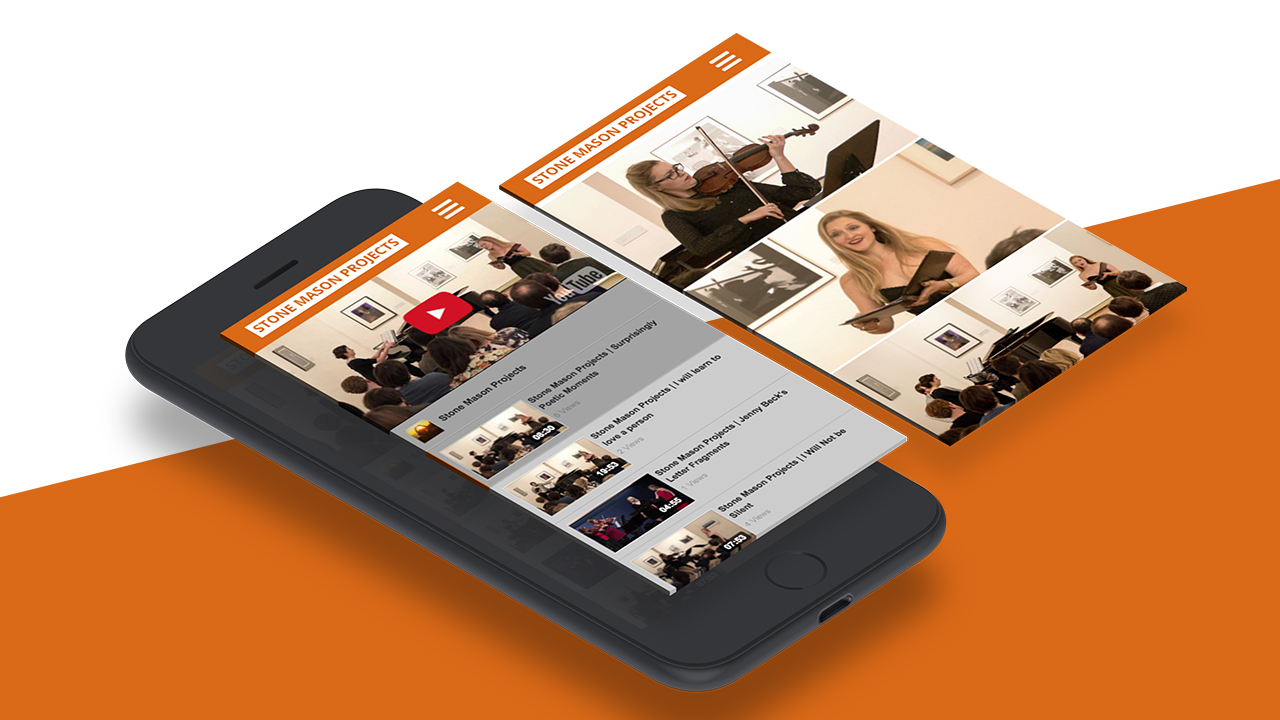 STONE MASON PROJECTS
STONE MASON PROJECTS
YouTube
Stone Mason Projects
Stone Mason Projects | Surprisingly
Poetic Moments
6 Views
08:30
Stone Mason Projects | I will learn to
love a person
2 Views
19:53
Stone Mason Projects | Jenny Beck's
Letter Fragments
1 Views
04:55
Stone Mason Projects | I Will Not be
Silent
4 Views
07:53